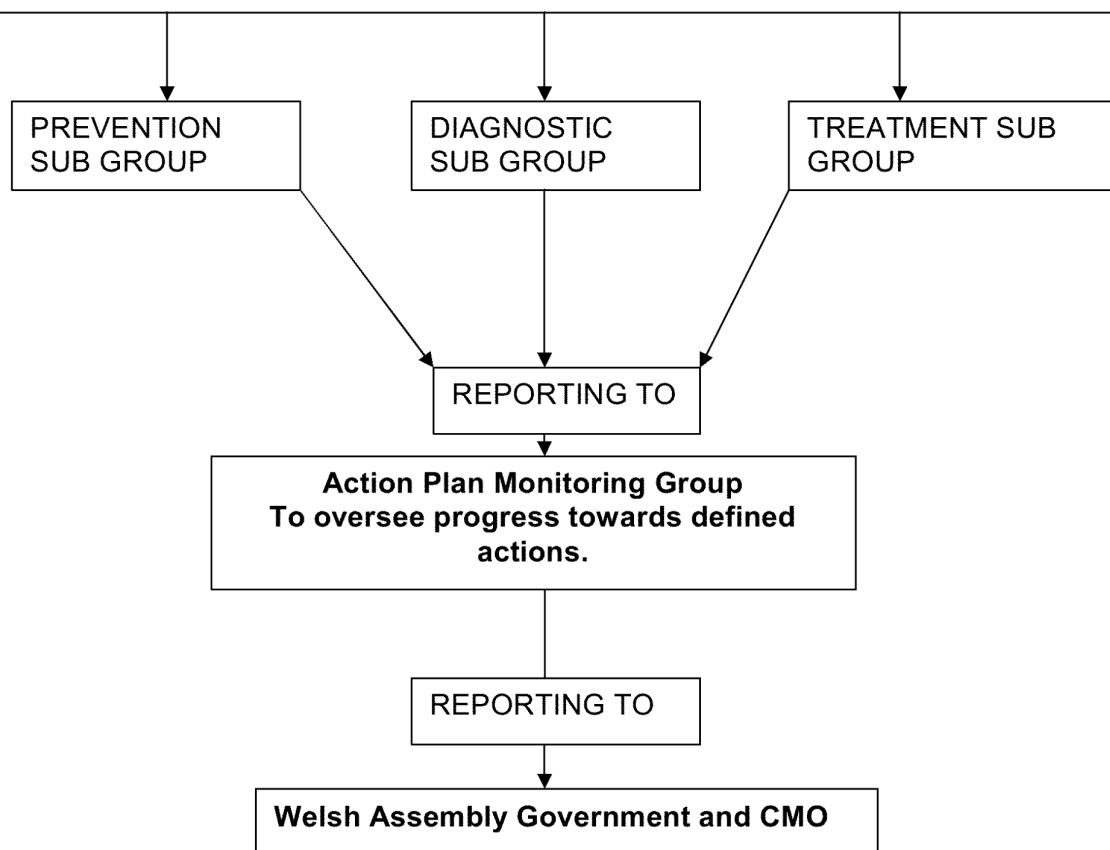 PREVENTION
SUB GROUP
DIAGNOSTIC
SUB GROUP
TREATMENT SUB
GROUP
REPORTING TO
Action Plan Monitoring Group
To oversee progress towards defined
actions.
REPORTING TO
Welsh Assembly Government and CMO